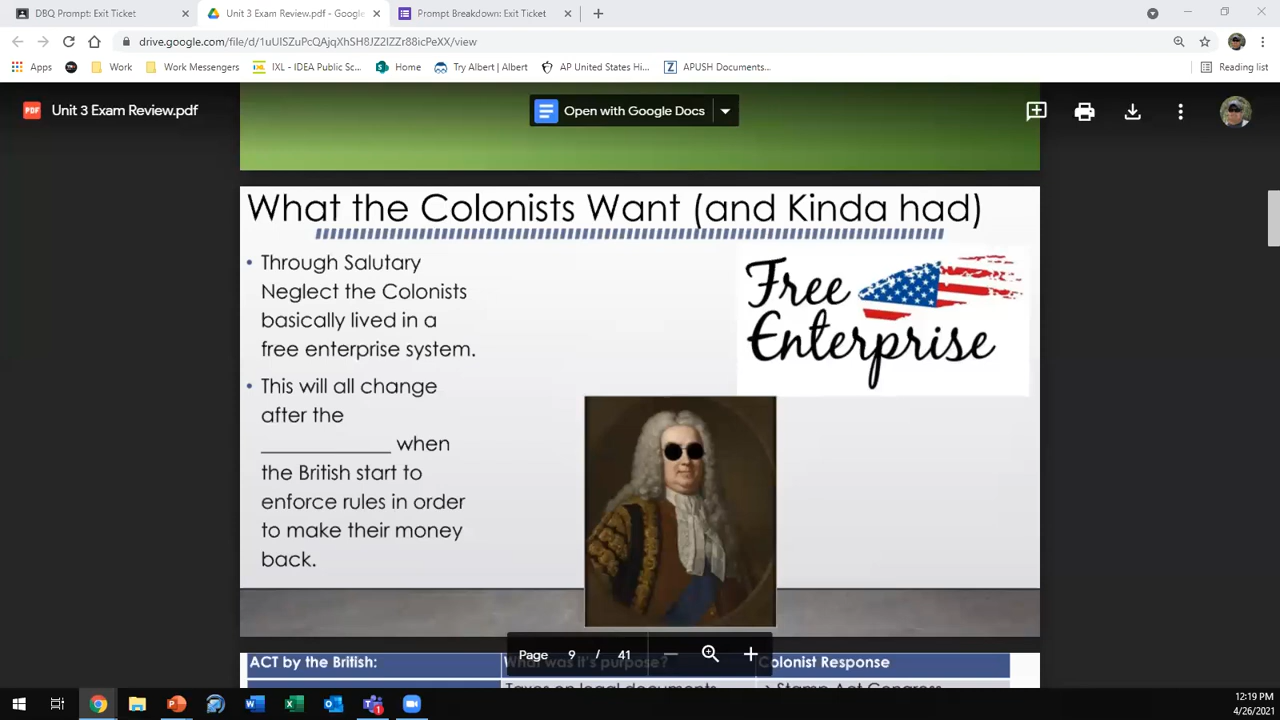 DBQ Prompt: Exit Ticket
Unit 3 Exam Review.pdf - Google
Prompt Breakdown: Exit Ticket
drive.google.com/file/d/1uUISZuPcQAjqXhSH8JZ2IZZr88icPeXX/view
Apps
Work
Work Messengers
IXL - IDEA Public Sc...
Home
Try Albert | Albert
AP United States Hi...
APUSH Documents...
Reading list
PDF
Unit 3 Exam Review.pdf
Open with Google Docs
What the Colonists Want (and Kinda had)
• Through Salutary
Neglect the Colonists
basically lived in a
free enterprise system.
• This will all change
after the
____________ when
the British start to
enforce rules in order
to make their money
back.
Free
Enterprise
Page 9 / 41
ACT by the British:
What was it's purpose?
Colonist Response
Taxes on legal documents
Stamp Act Congress
12:19 PM
4/26/2021